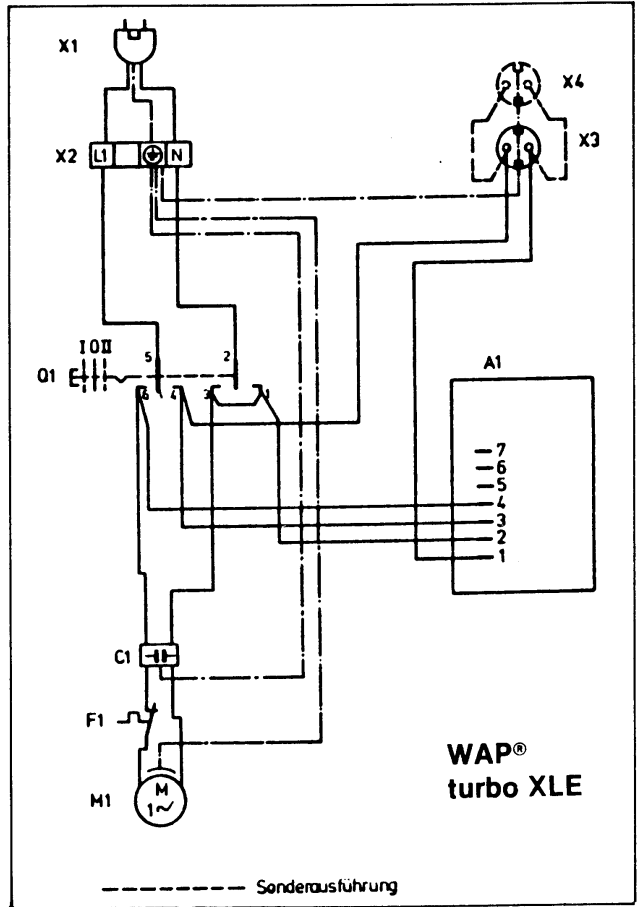 X1
X4
X3
X2 L1 N
I 0 II
5 2
Q1
6 4 3 1
A1
7
6
5
4
3
2
1
C1
F1
M1
M
1~
WAP®
turbo XLE
Sonderausführung